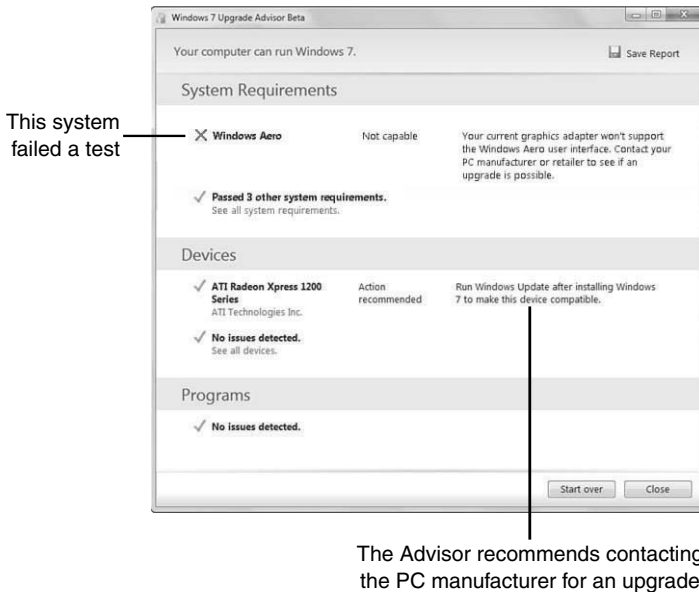 Windows 7 Upgrade Advisor Beta
Your computer can run Windows 7.
Save Report
System Requirements
This system
failed a test
Windows Aero
Not capable
Your current graphics adapter won't support
the Windows Aero user interface. Contact your
PC manufacturer or retailer to see if an
upgrade is possible.
Passed 3 other system requirements.
See all system requirements.
Devices
ATI Radeon Xpress 1200
Series
ATI Technologies Inc.
Action
recommended
Run Windows Update after installing Windows
7 to make this device compatible.
No issues detected.
See all devices.
Programs
No issues detected.
Start over
Close
The Advisor recommends contacting
the PC manufacturer for an upgrade